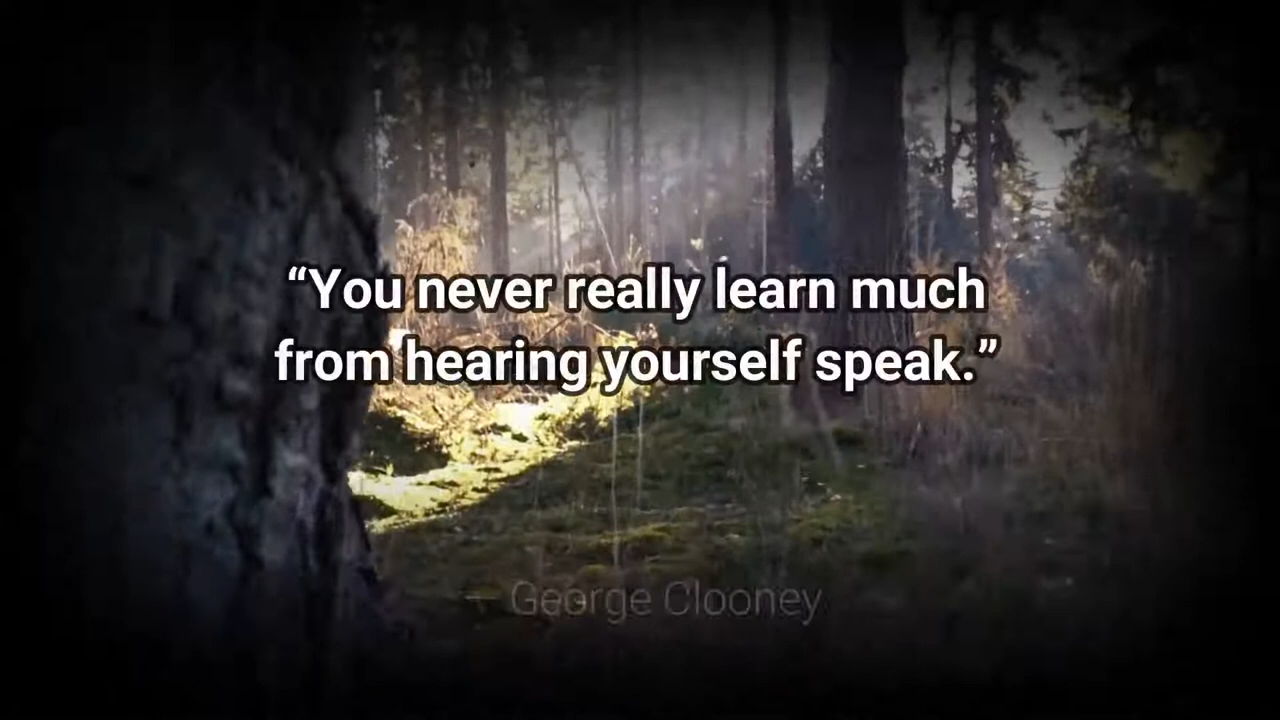 “You never really learn much
from hearing yourself speak.”
George Clooney